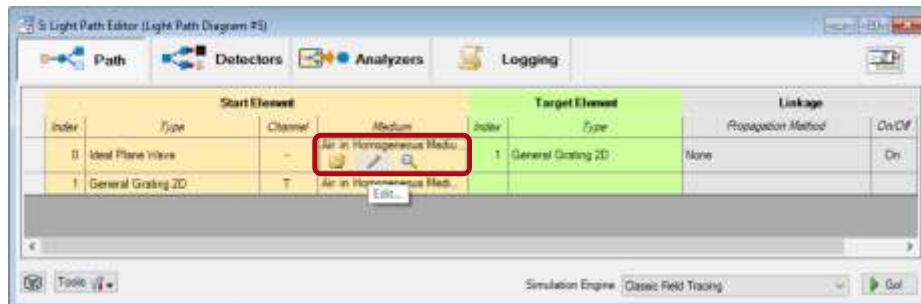 5: Light Path Editor (Light Path Diagram #5)
Path Detectors Analyzers Logging
Start Element Target Element Linkage
Index Type Channel Medium Index Type Propagation Method On/Off
0 Ideal Plane Wave - Air in Homogeneous Mediu... 1 General Grating 2D None On
1 General Grating 2D T Air in Homogeneous Medi...
Edit...
Tools Simulation Engine Classic Field Tracing Go!